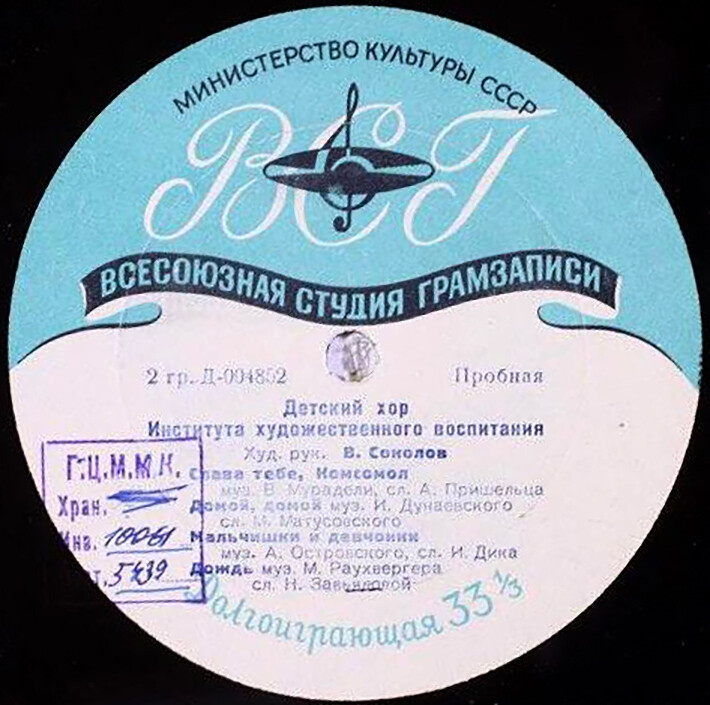 МИНИСТЕРСТВО КУЛЬТУРЫ СССР
ВСГ
ВСЕСОЮЗНАЯ СТУДИЯ ГРАМЗАПИСИ
2 гр. Д-004852 Пробная
Детский хор
Института художественного воспитания
Худ. рук. В. Соколов
Слава тебе, Комсомол
муз. В. Мурадели, сл. А. Пришельца
Домой, домой муз. И. Дунаевского
сл. М. Матусовского
Мальчишки и девчонки
муз. А. Островского, сл. И. Дика
Дождь муз. М. Раухвергера
сл. Н. Завьяловой
Долгоиграющая 33 1/3
Г.Ц.М.М.К.
Хран.
Инв. 10061
5439